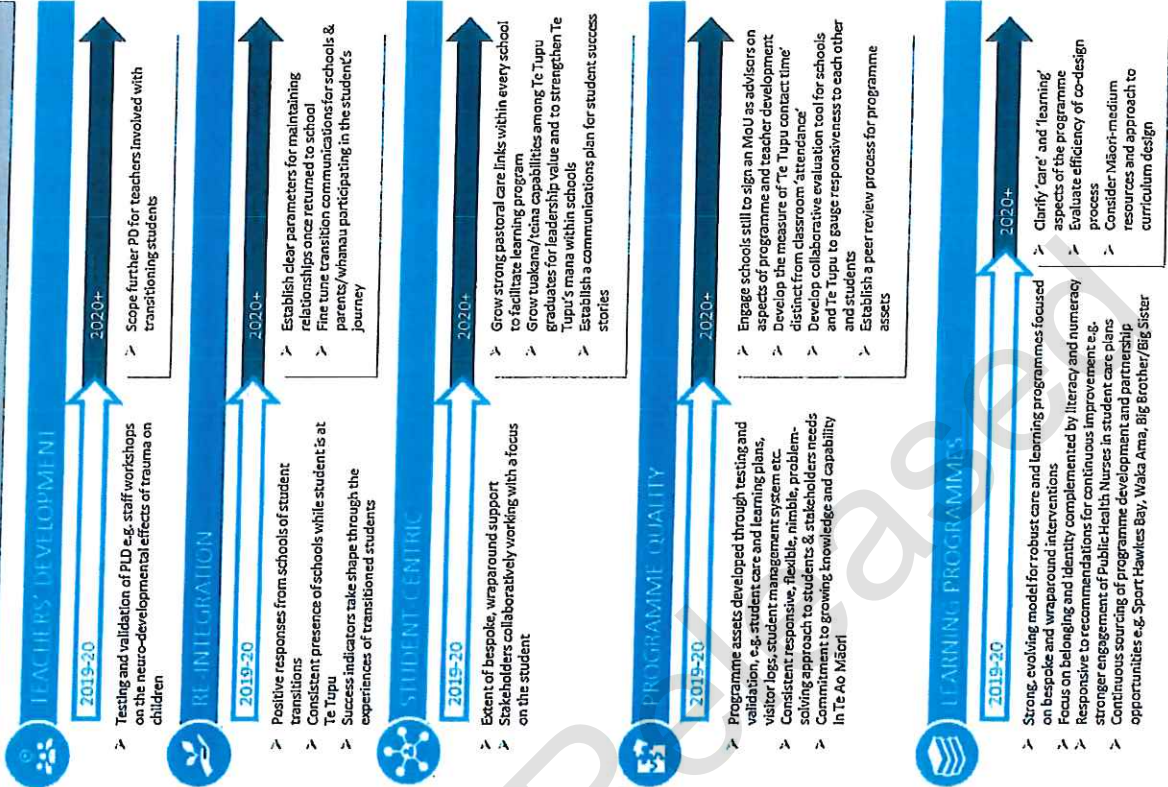 TEACHERS' DEVELOPMENT
2019-20
2020+
Testing and validation of PLD e.g. staff workshops
on the neuro-developmental effects of trauma on
children
Scope further PD for teachers involved with
transitioning students
RE-INTEGRATION
2019-20
2020+
Positive responses from schools of student
transitions
Consistent presence of schools while student is at
Te Tupu
Success indicators take shape through the
experiences of transitioned students
Establish clear parameters for maintaining
relationships once returned to school
Fine tune transition communications for schools &
parents/whanau participating in the student's
journey
STUDENT CENTRIC
2019-20
2020+
Extent of bespoke, wraparound support
Stakeholders collaboratively working with a focus
on the student
Grow strong pastoral care links within every school
to facilitate learning program
Grow tuakana/teina capabilities among Te Tupu
graduates for leadership value and to strengthen Te
Tupu's mana within schools
Establish a communications plan for student success
stories
PROGRAMME QUALITY
2019-20
2020+
Programme assets developed through testing and
validation, e.g. student care and learning plans,
visitor logs, student management system etc.
Consistent responsive, flexible, nimble, problem-
solving approach to students & stakeholders needs
Commitment to growing knowledge and capability
in Te Ao Māori
Engage schools still to sign an MoU as advisors on
aspects of programme and teacher development
Develop the measure of 'Te Tupu contact time'
distinct from classroom 'attendance'
Develop collaborative evaluation tool for schools
and Te Tupu to gauge responsiveness to each other
and students
Establish a peer review process for programme
assets
LEARNING PROGRAMMES
2019-20
2020+
Strong, evolving model for robust care and learning programmes focused
on bespoke and wraparound interventions
Focus on belonging and identity complemented by literacy and numeracy
Responsive to recommendations for continuous improvement e.g.
stronger engagement of Public Health Nurses in student care plans
Continuous sourcing of programme development and partnership
opportunities e.g. Sport Hawkes Bay, Waka Ama, Big Brother/Big Sister
Clarify 'care' and 'learning'
aspects of the programme
Evaluate efficiency of co-design
process
Consider Māori-medium
resources and approach to
curriculum design
Released